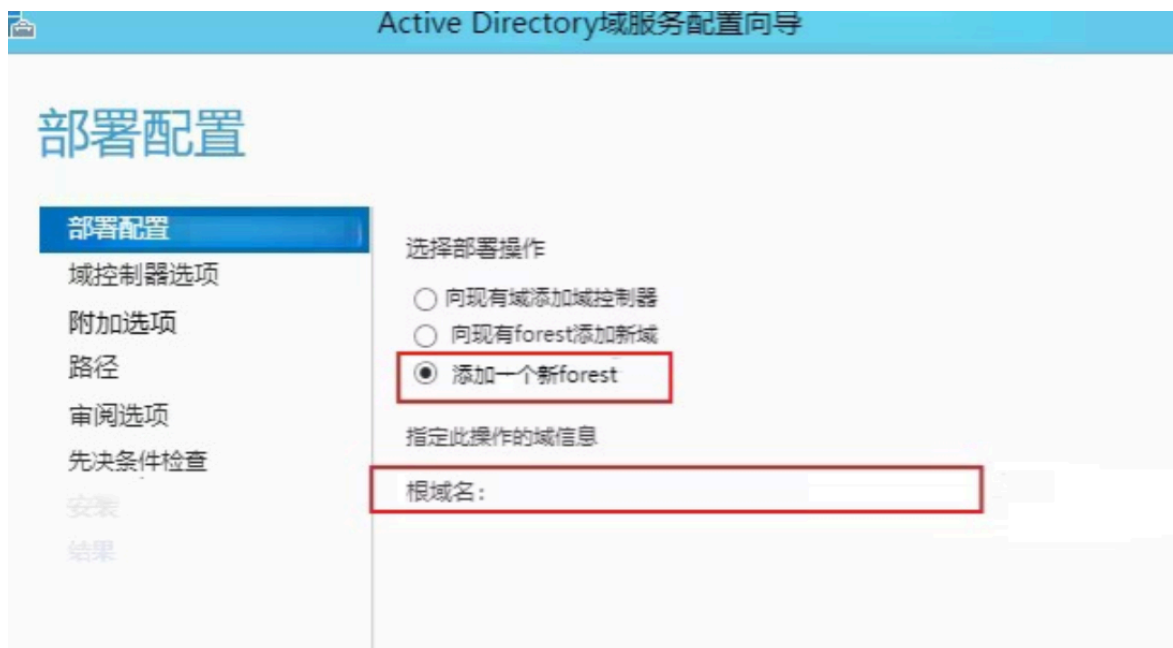 Active Directory域服务配置向导
部署配置
部署配置
域控制器选项
附加选项
路径
审阅选项
先决条件检查
安装
结果
选择部署操作
向现有域添加域控制器
向现有forest添加新域
添加一个新forest
指定此操作的域信息
根域名: